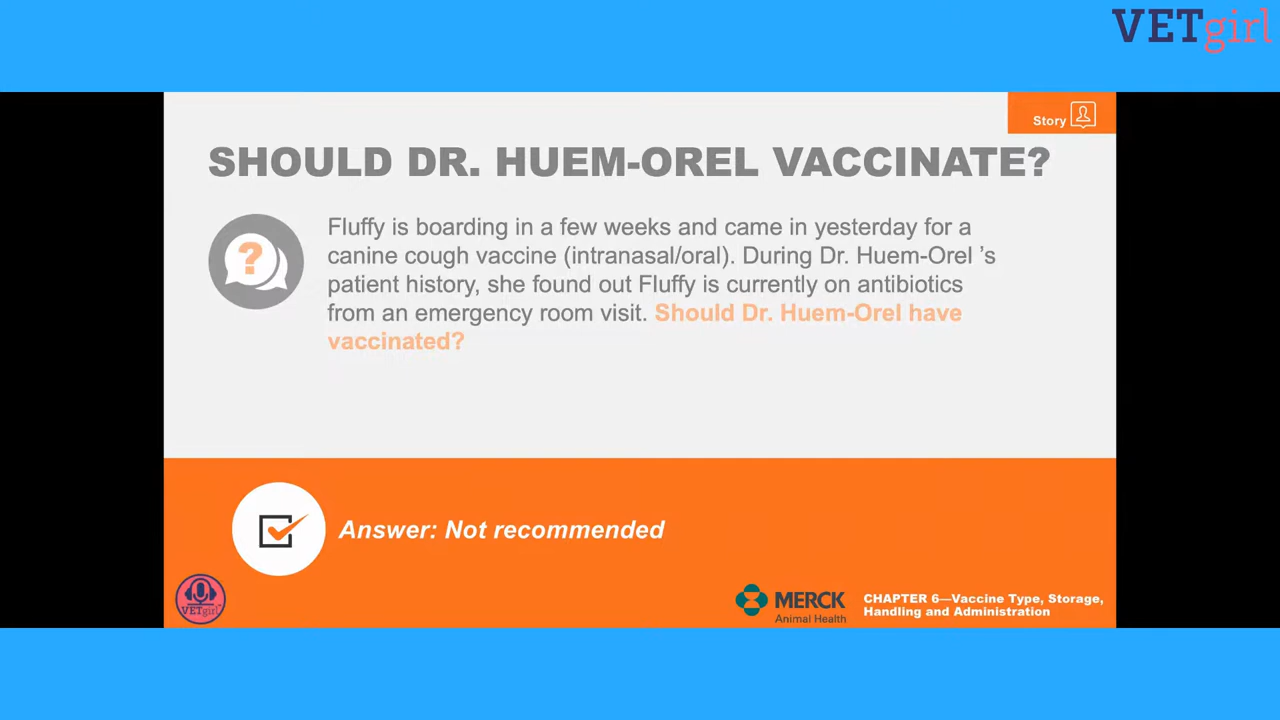 VETgirl
Story
SHOULD DR. HUEM-OREL VACCINATE?
?
Fluffy is boarding in a few weeks and came in yesterday for a
canine cough vaccine (intranasal/oral). During Dr. Huem-Orel 's
patient history, she found out Fluffy is currently on antibiotics
from an emergency room visit. Should Dr. Huem-Orel have
vaccinated?
Answer: Not recommended
VETgirl
MERCK
Animal Health
CHAPTER 6—Vaccine Type, Storage,
Handling and Administration